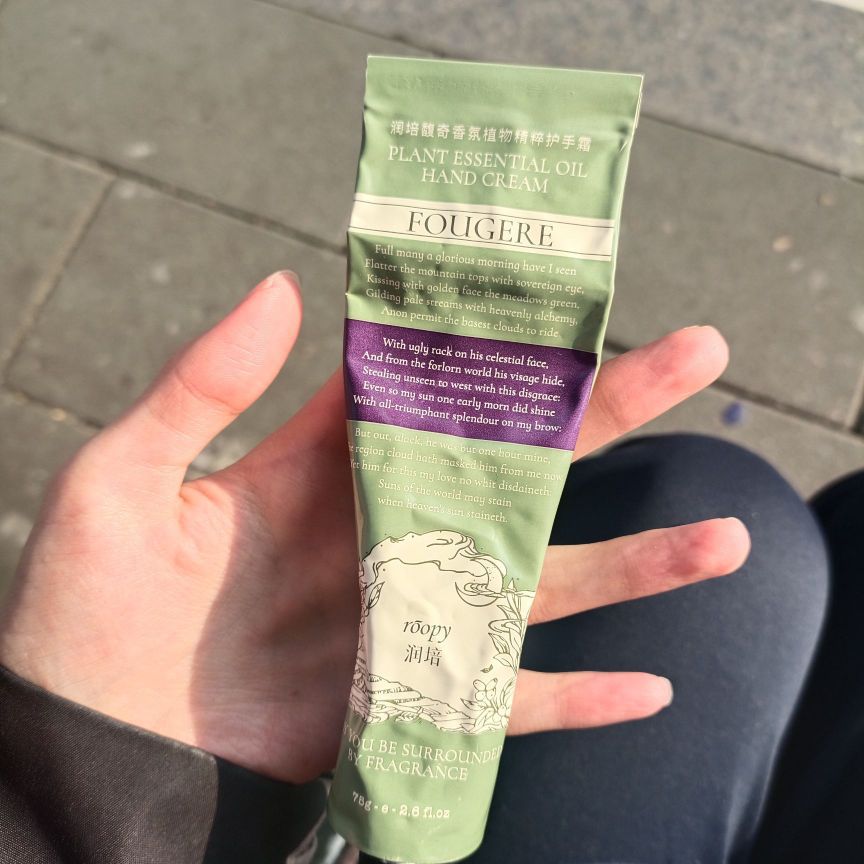 润培馥奇香氛植物精粹护手霜
PLANT ESSENTIAL OIL
HAND CREAM
FOUGERE
Full many a glorious morning have I seen
Flatter the mountain tops with sovereign eye,
Kissing with golden face the meadows green,
Gilding pale streams with heavenly alchemy,
Anon permit the basest clouds to ride
With ugly rack on his celestial face,
And from the forlorn world his visage hide,
Stealing unseen to west with this disgrace:
Even so my sun one early morn did shine
With all-triumphant splendour on my brow:
But out, alack, he was but one hour mine,
region cloud hath masked him from me now
him for this my love no whit disdaineth:
Suns of the world may stain
when heaven's sun staineth.
rōopy
润培
YOU BE SURROUNDED
BY FRAGRANCE
75g - e - 2.6 fl.oz